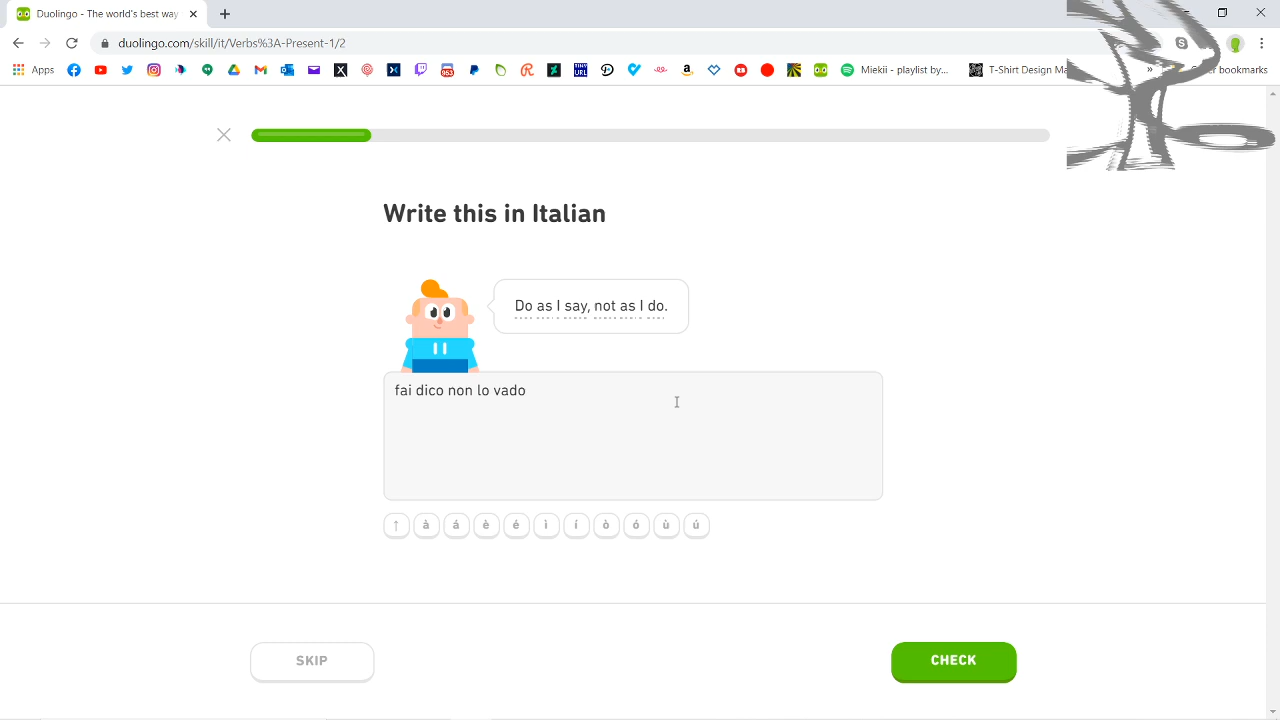 Duolingo - The world's best way
duolingo.com/skill/it/Verbs%3A-Present-1/2
Apps
Miekii - playlist by...
T-Shirt Design
»
bookmarks
Write this in Italian
Do as I say, not as I do.
fai dico non lo vado
↑ à á è é ì í ò ó ù ú
SKIP
CHECK